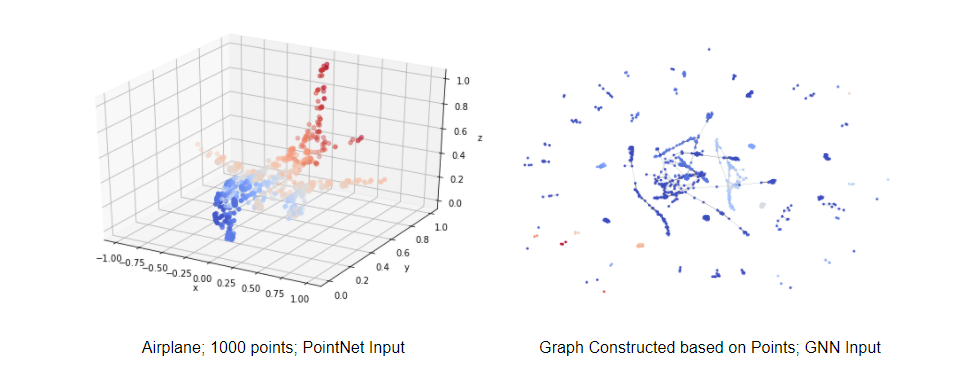 1.0
0.8
0.6
0.4
0.2
0.0
z
1.0
0.8
0.6
0.4
0.2
0.0
y
−1.00 −0.75 −0.50 −0.25 0.00 0.25 0.50 0.75 1.00
x
Airplane; 1000 points; PointNet Input
Graph Constructed based on Points; GNN Input